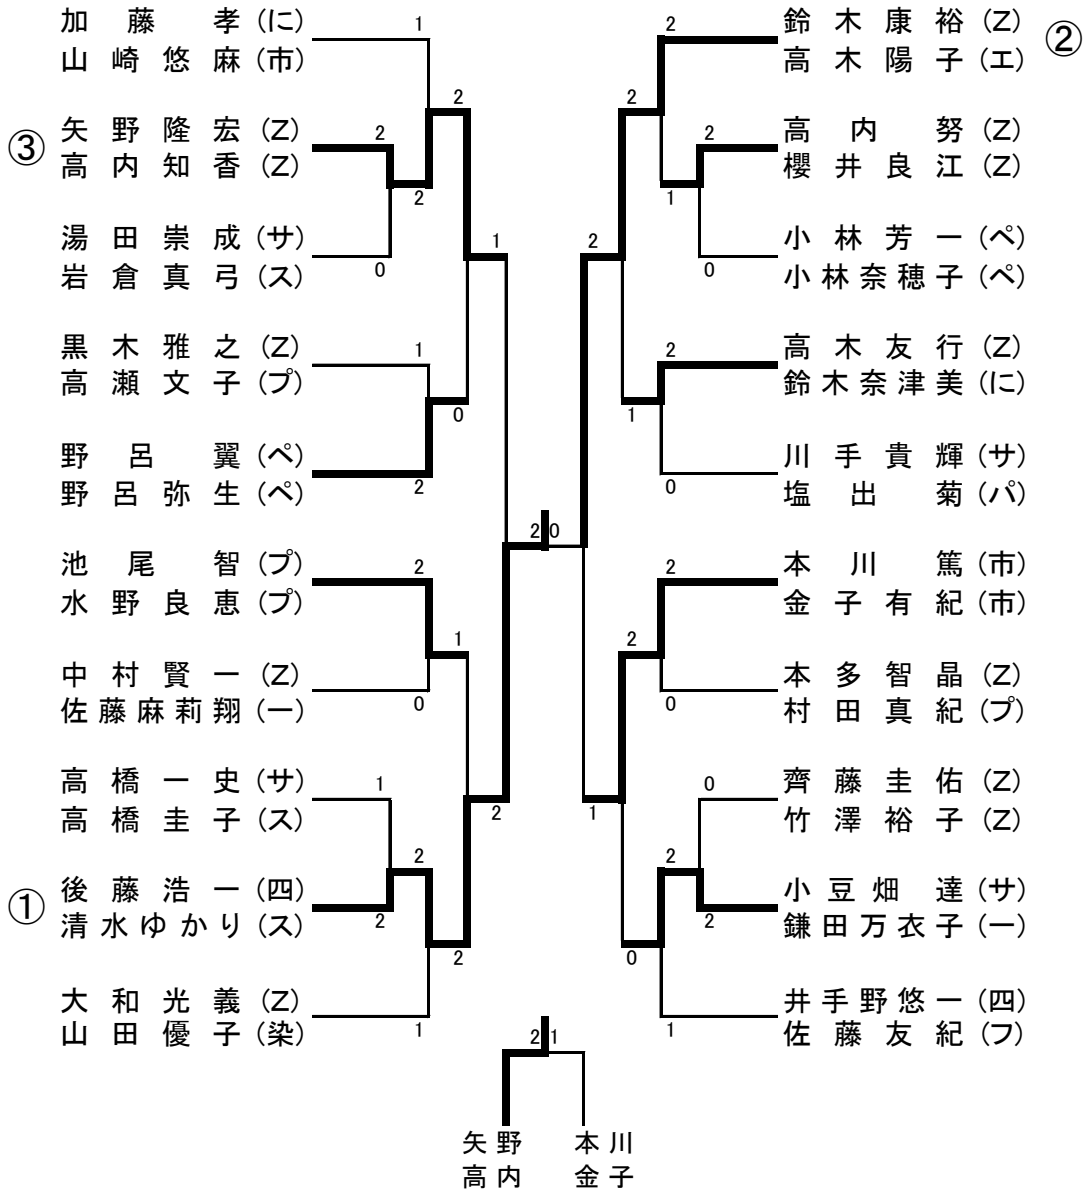 加藤孝(に)
山崎悠麻(市)
③
矢野隆宏(Z)
高内知香(Z)
湯田崇成(サ)
岩倉真弓(ス)
黒木雅之(Z)
高瀬文子(プ)
野呂翼(ペ)
野呂弥生(ペ)
池尾智(プ)
水野良恵(プ)
中村賢一(Z)
佐藤麻莉翔(一)
高橋一史(サ)
高橋圭子(ス)
①
後藤浩一(四)
清水ゆかり(ス)
大和光義(Z)
山田優子(染)
1
2
2
2
0
1
1
0
2
2
1
0
1
2
2
2
2
1
2 0
2
2
2
1
0
2
2
1
0
2
2
0
1
0
2
2
0
1
鈴木康裕(Z)
高木陽子(エ)
②
高内努(Z)
櫻井良江(Z)
小林芳一(ペ)
小林奈穂子(ペ)
高木友行(Z)
鈴木奈津美(に)
川手貴輝(サ)
塩出菊(パ)
本川篤(市)
金子有紀(市)
本多智晶(Z)
村田真紀(プ)
齊藤圭佑(Z)
竹澤裕子(Z)
小豆畑達(サ)
鎌田万衣子(一)
井手野悠一(四)
佐藤友紀(フ)
2 1
矢野 本川
高内 金子